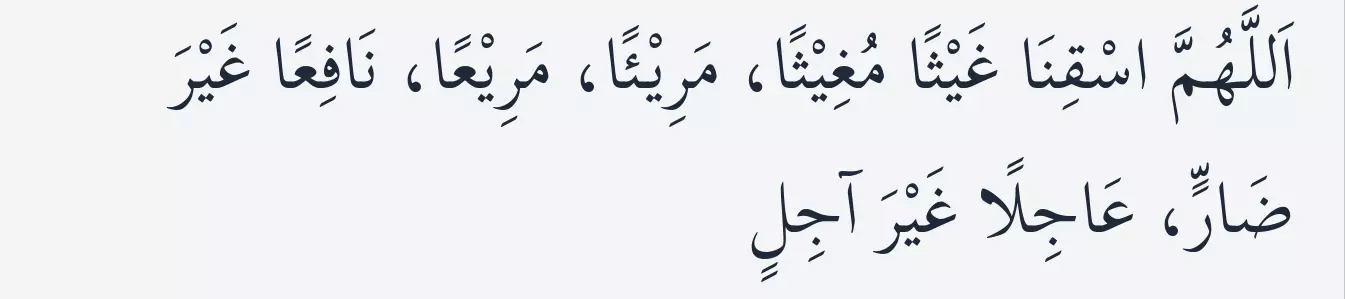 اَللَّهُمَّ اسْقِنَا غَيْثًا مُغِيْثًا، مَرِيْئًا، مَرِيْعًا، نَافِعًا غَيْرَ
ضَارٍّ، عَاجِلًا غَيْرَ آجِلٍ